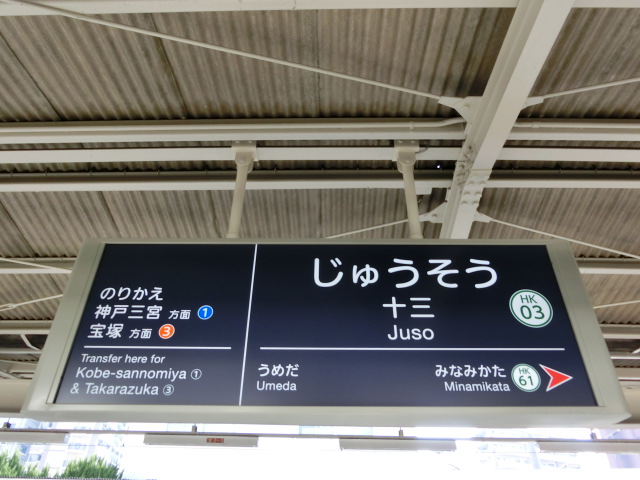 のりかえ
神戸三宮 方面 1
宝塚 方面 3
Transfer here for
Kobe-sannomiya ①
& Takarazuka ③
じゅうそう
十三
Juso
HK
03
うめだ
Umeda
みなみかた
Minamikata
HK
61